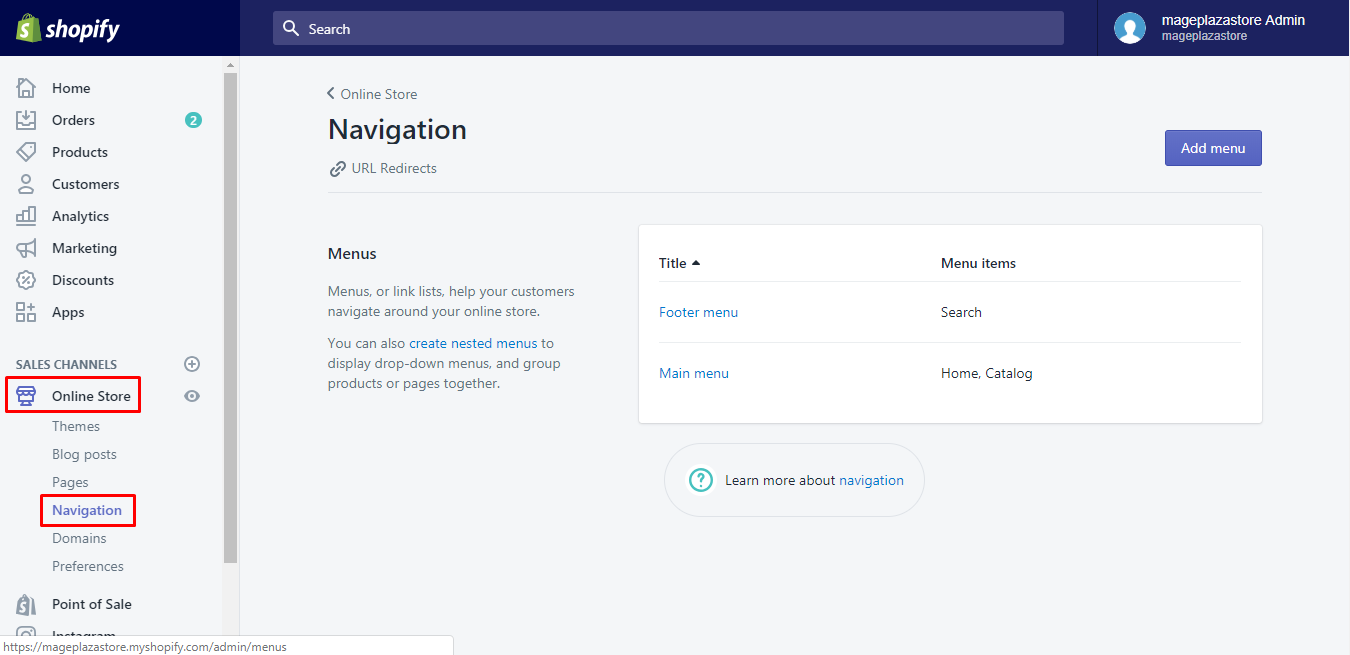 shopify
Search
mageplazastore Admin
mageplazastore
Home
Orders 2
Products
Customers
Analytics
Marketing
Discounts
Apps
SALES CHANNELS
Online Store
Themes
Blog posts
Pages
Navigation
Domains
Preferences
Point of Sale
Instagram
https://mageplazastore.myshopify.com/admin/menus
Online Store
Navigation
URL Redirects
Add menu
Menus
Menus, or link lists, help your customers
navigate around your online store.
You can also create nested menus to
display drop-down menus, and group
products or pages together.
Title Menu items
Footer menu Search
Main menu Home, Catalog
? Learn more about navigation